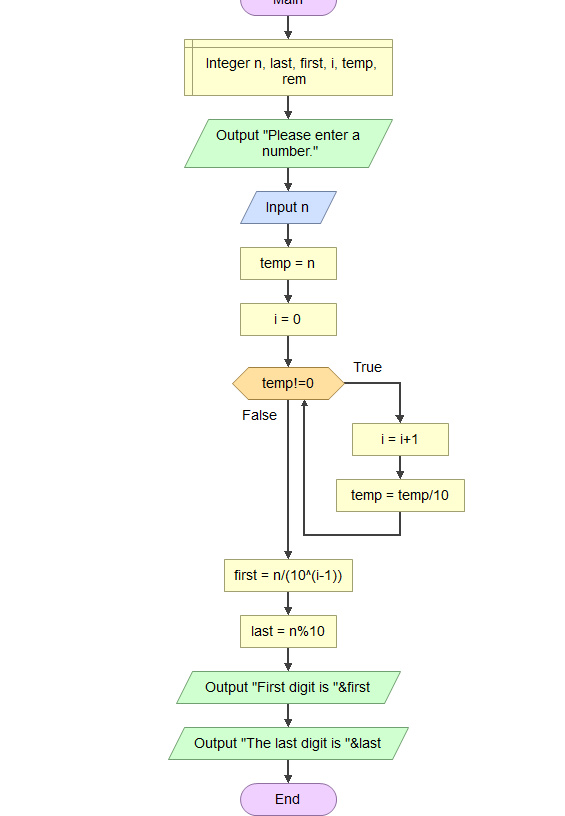 Main
Integer n, last, first, i, temp,
rem
Output "Please enter a
number."
Input n
temp = n
i = 0
temp!=0
True
False
i = i+1
temp = temp/10
first = n/(10^(i-1))
last = n%10
Output "First digit is "&first
Output "The last digit is "&last
End